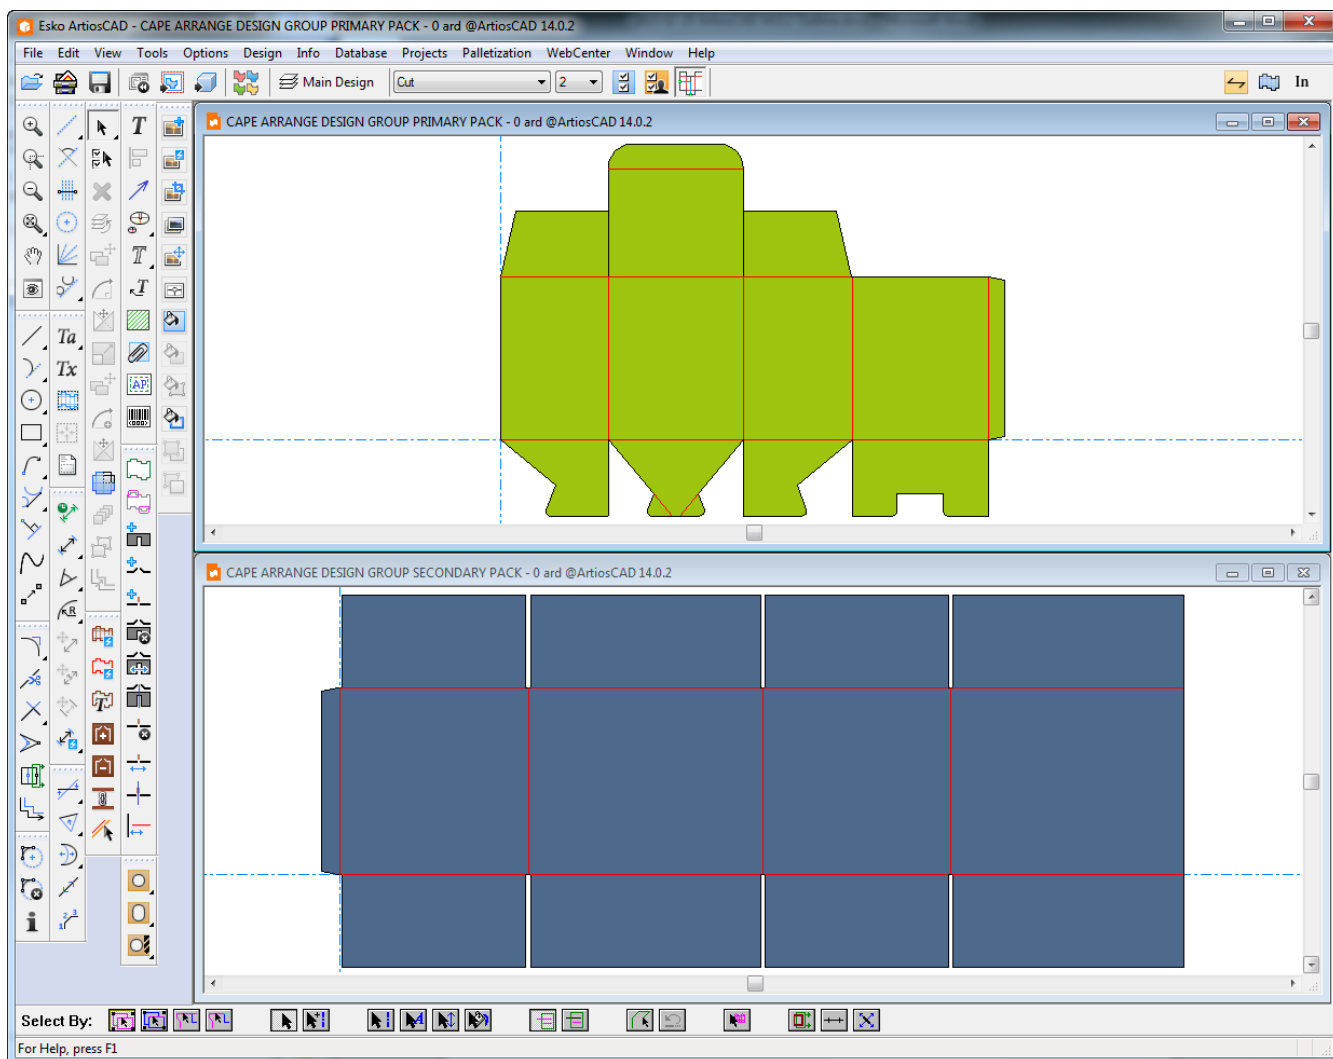 Esko ArtiosCAD - CAPE ARRANGE DESIGN GROUP PRIMARY PACK - 0 ard @ArtiosCAD 14.0.2
File Edit View Tools Options Design Info Database Projects Palletization WebCenter Window Help
Main Design Cut 2 In
CAPE ARRANGE DESIGN GROUP PRIMARY PACK - 0 ard @ArtiosCAD 14.0.2
T
T
T
Ta
Tx
AP
R
T
CAPE ARRANGE DESIGN GROUP SECONDARY PACK - 0 ard @ArtiosCAD 14.0.2
Select By:
For Help, press F1